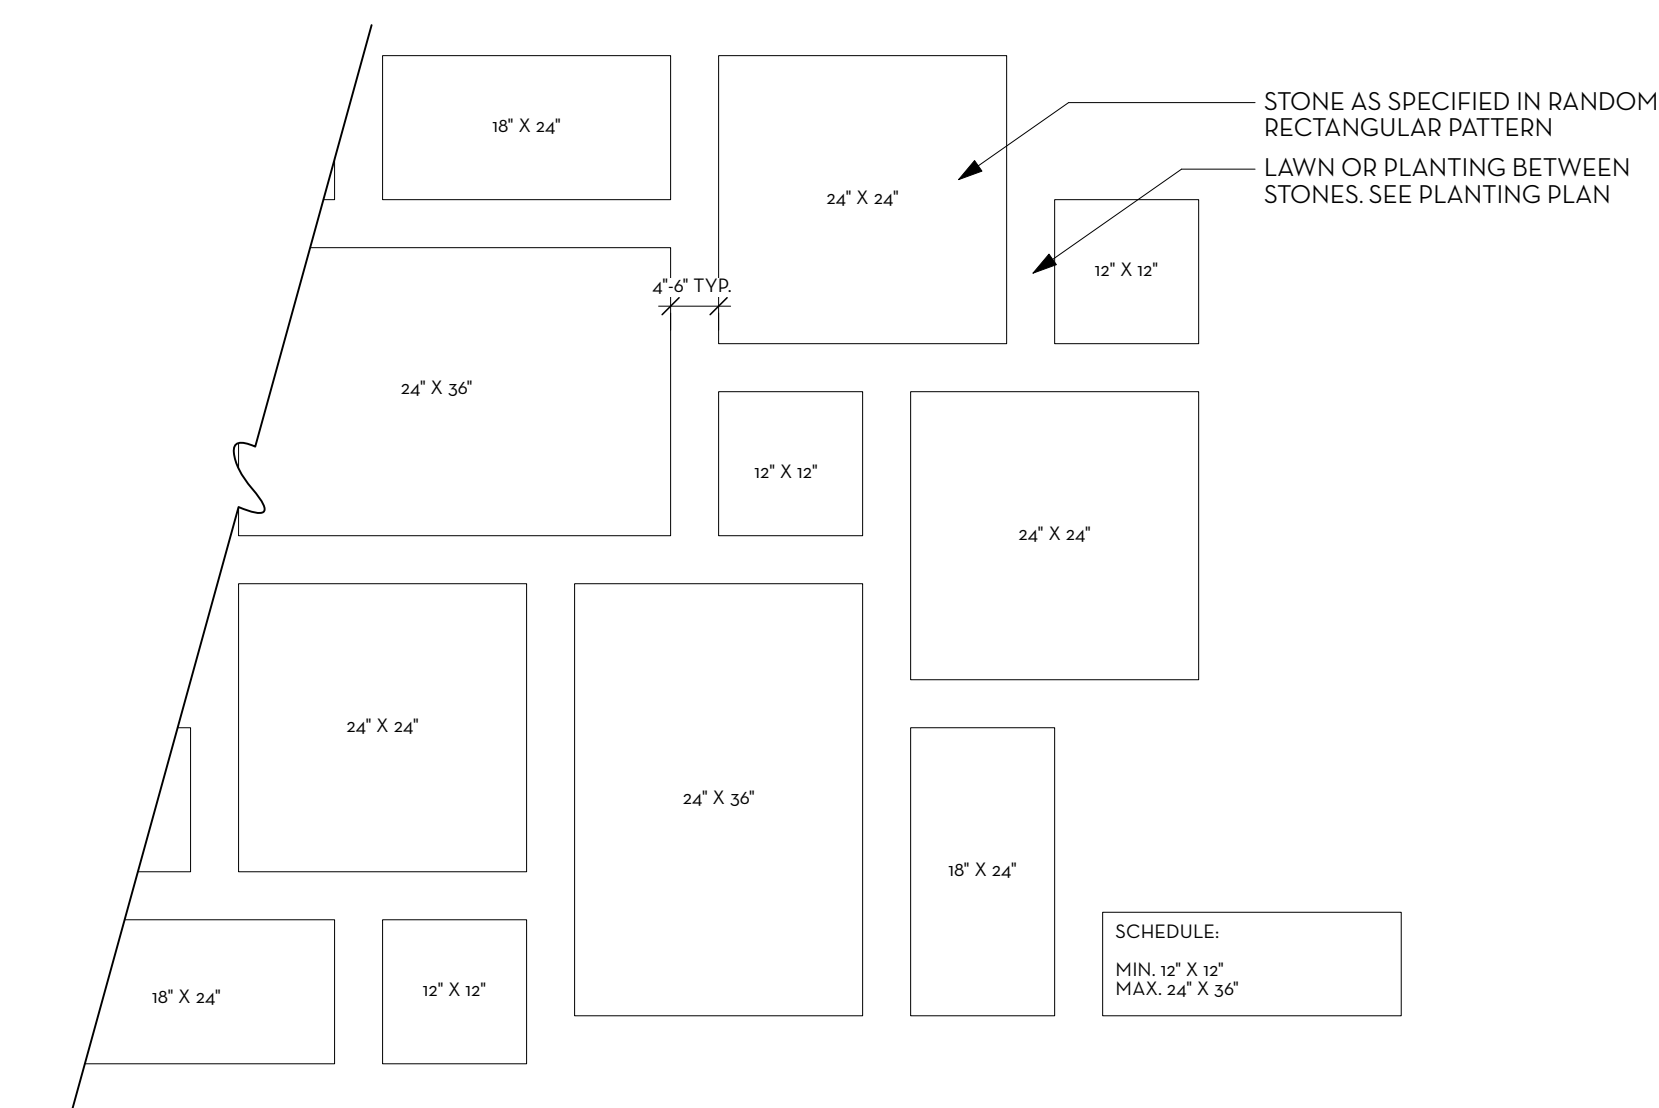 18" X 24"
24" X 24"
STONE AS SPECIFIED IN RANDOM
RECTANGULAR PATTERN
LAWN OR PLANTING BETWEEN
STONES. SEE PLANTING PLAN
12" X 12"
4"-6" TYP.
24" X 36"
12" X 12"
24" X 24"
24" X 24"
24" X 36"
18" X 24"
18" X 24"
12" X 12"
SCHEDULE:
MIN. 12" X 12"
MAX. 24" X 36"